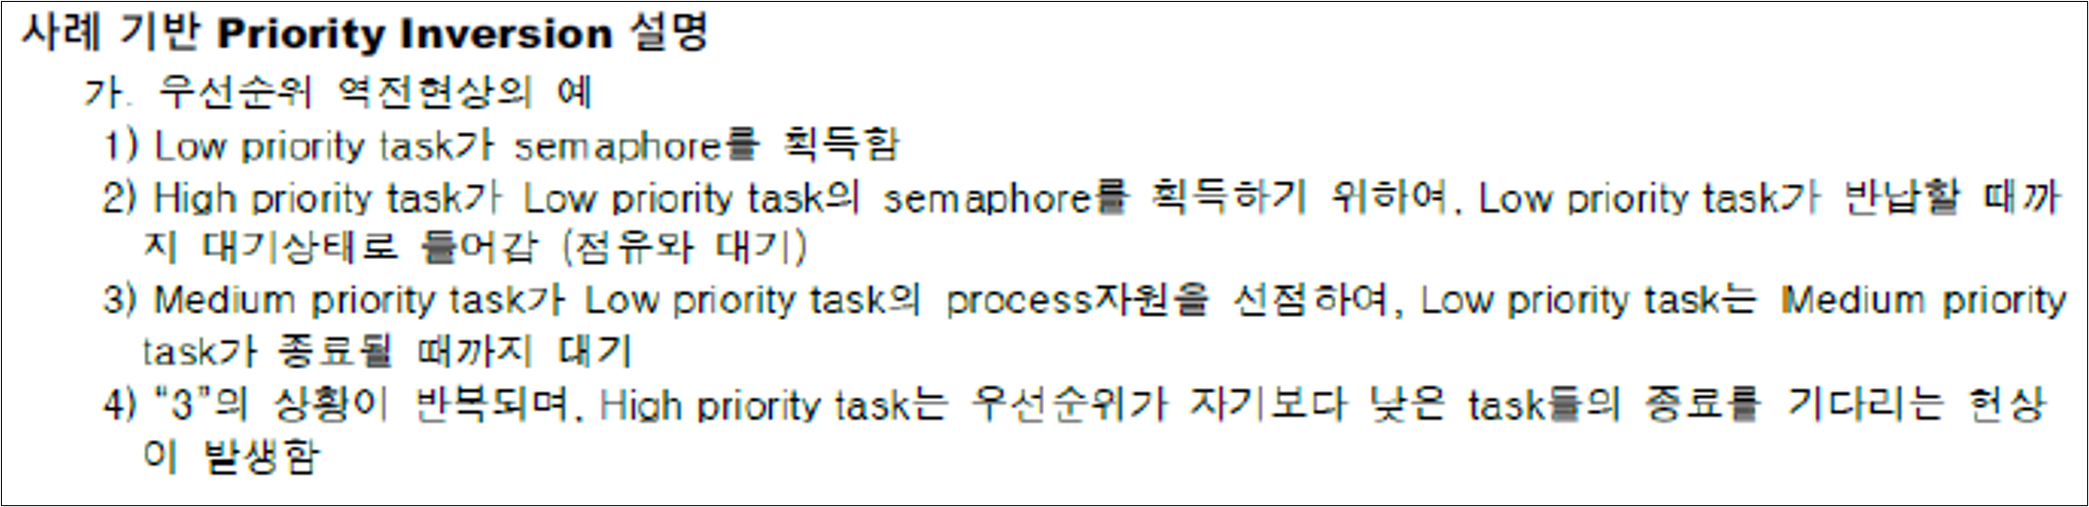 사례 기반 Priority Inversion 설명
가. 우선순위 역전현상의 예
1) Low priority task가 semaphore를 획득함
2) High priority task가 Low priority task의 semaphore를 획득하기 위하여, Low priority task가 반납할 때까
지 대기상태로 들어감 (점유와 대기)
3) Medium priority task가 Low priority task의 process자원을 선점하여, Low priority task는 Medium priority
task가 종료될 때까지 대기
4) “3”의 상황이 반복되며, High priority task는 우선순위가 자기보다 낮은 task들의 종료를 기다리는 현상
이 발생함